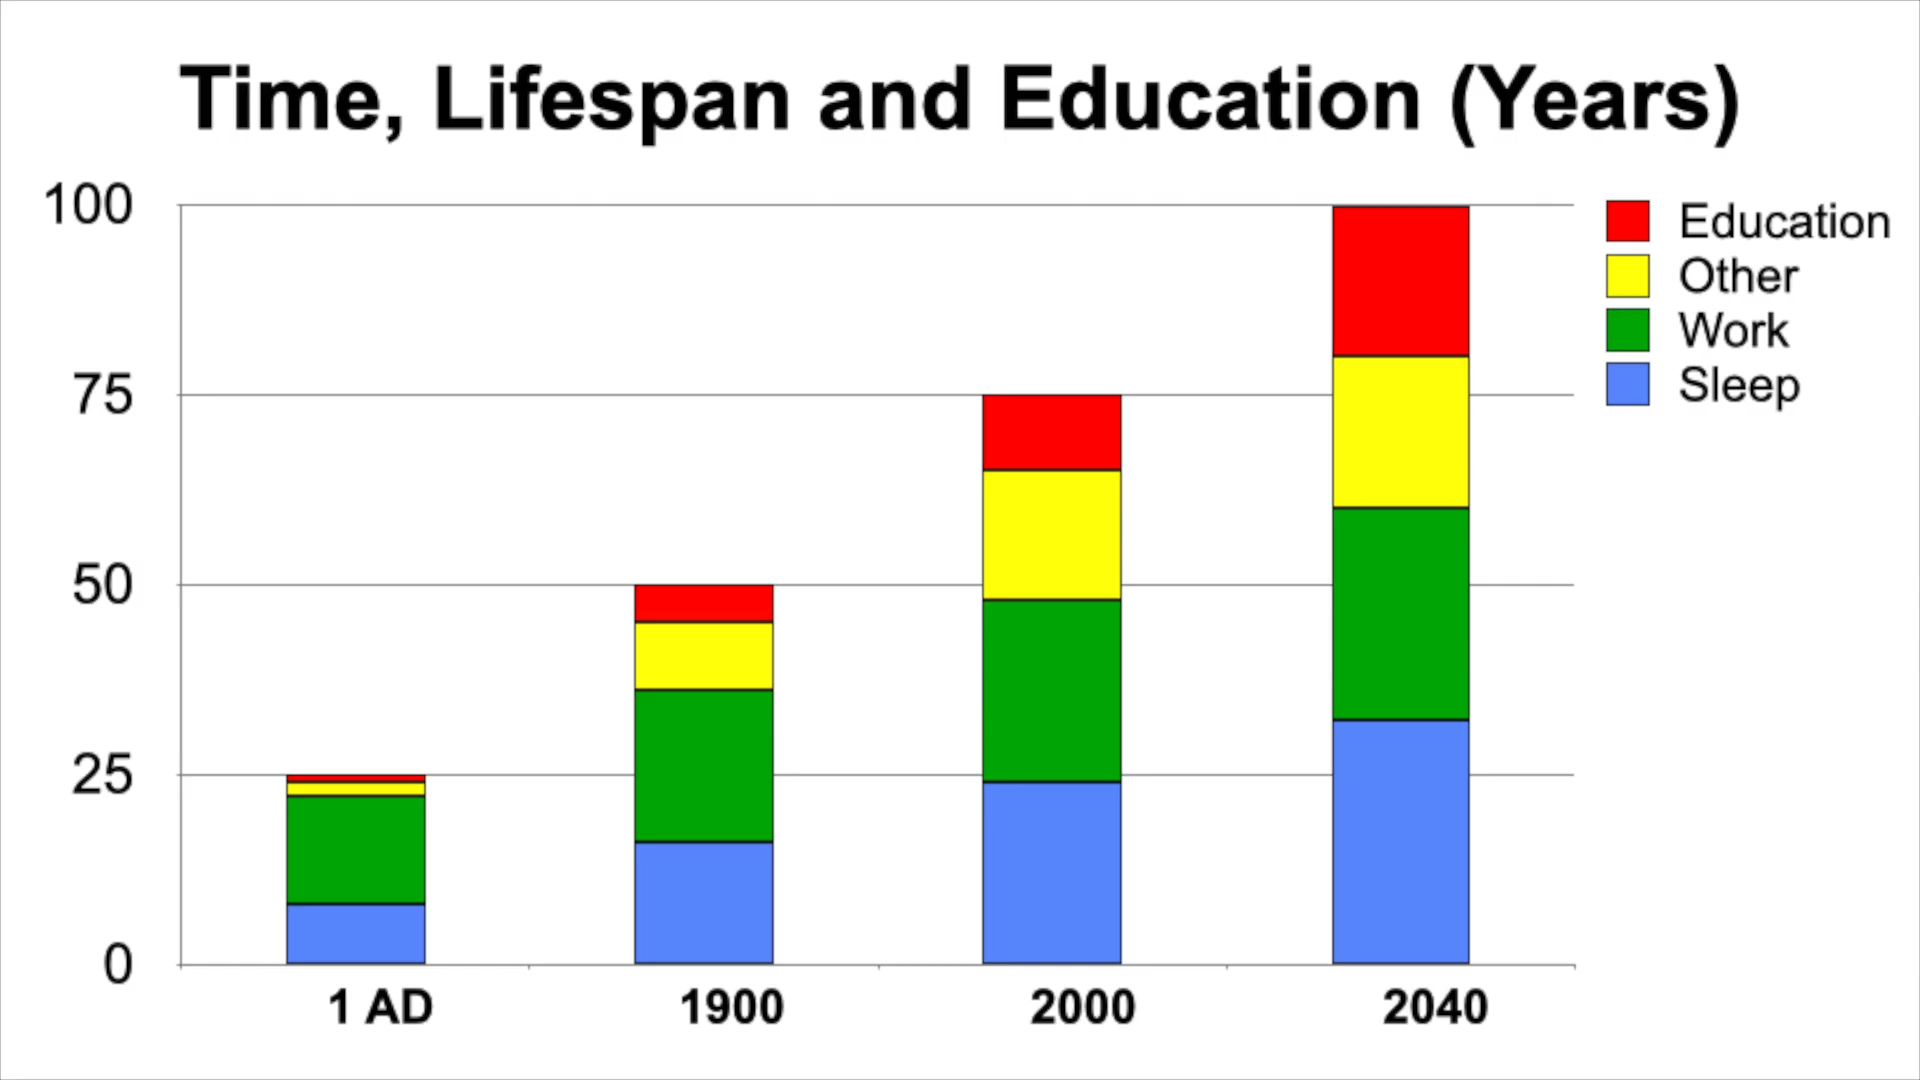 Time, Lifespan and Education (Years)
100
75
50
25
0
1 AD
1900
2000
2040
Education
Other
Work
Sleep